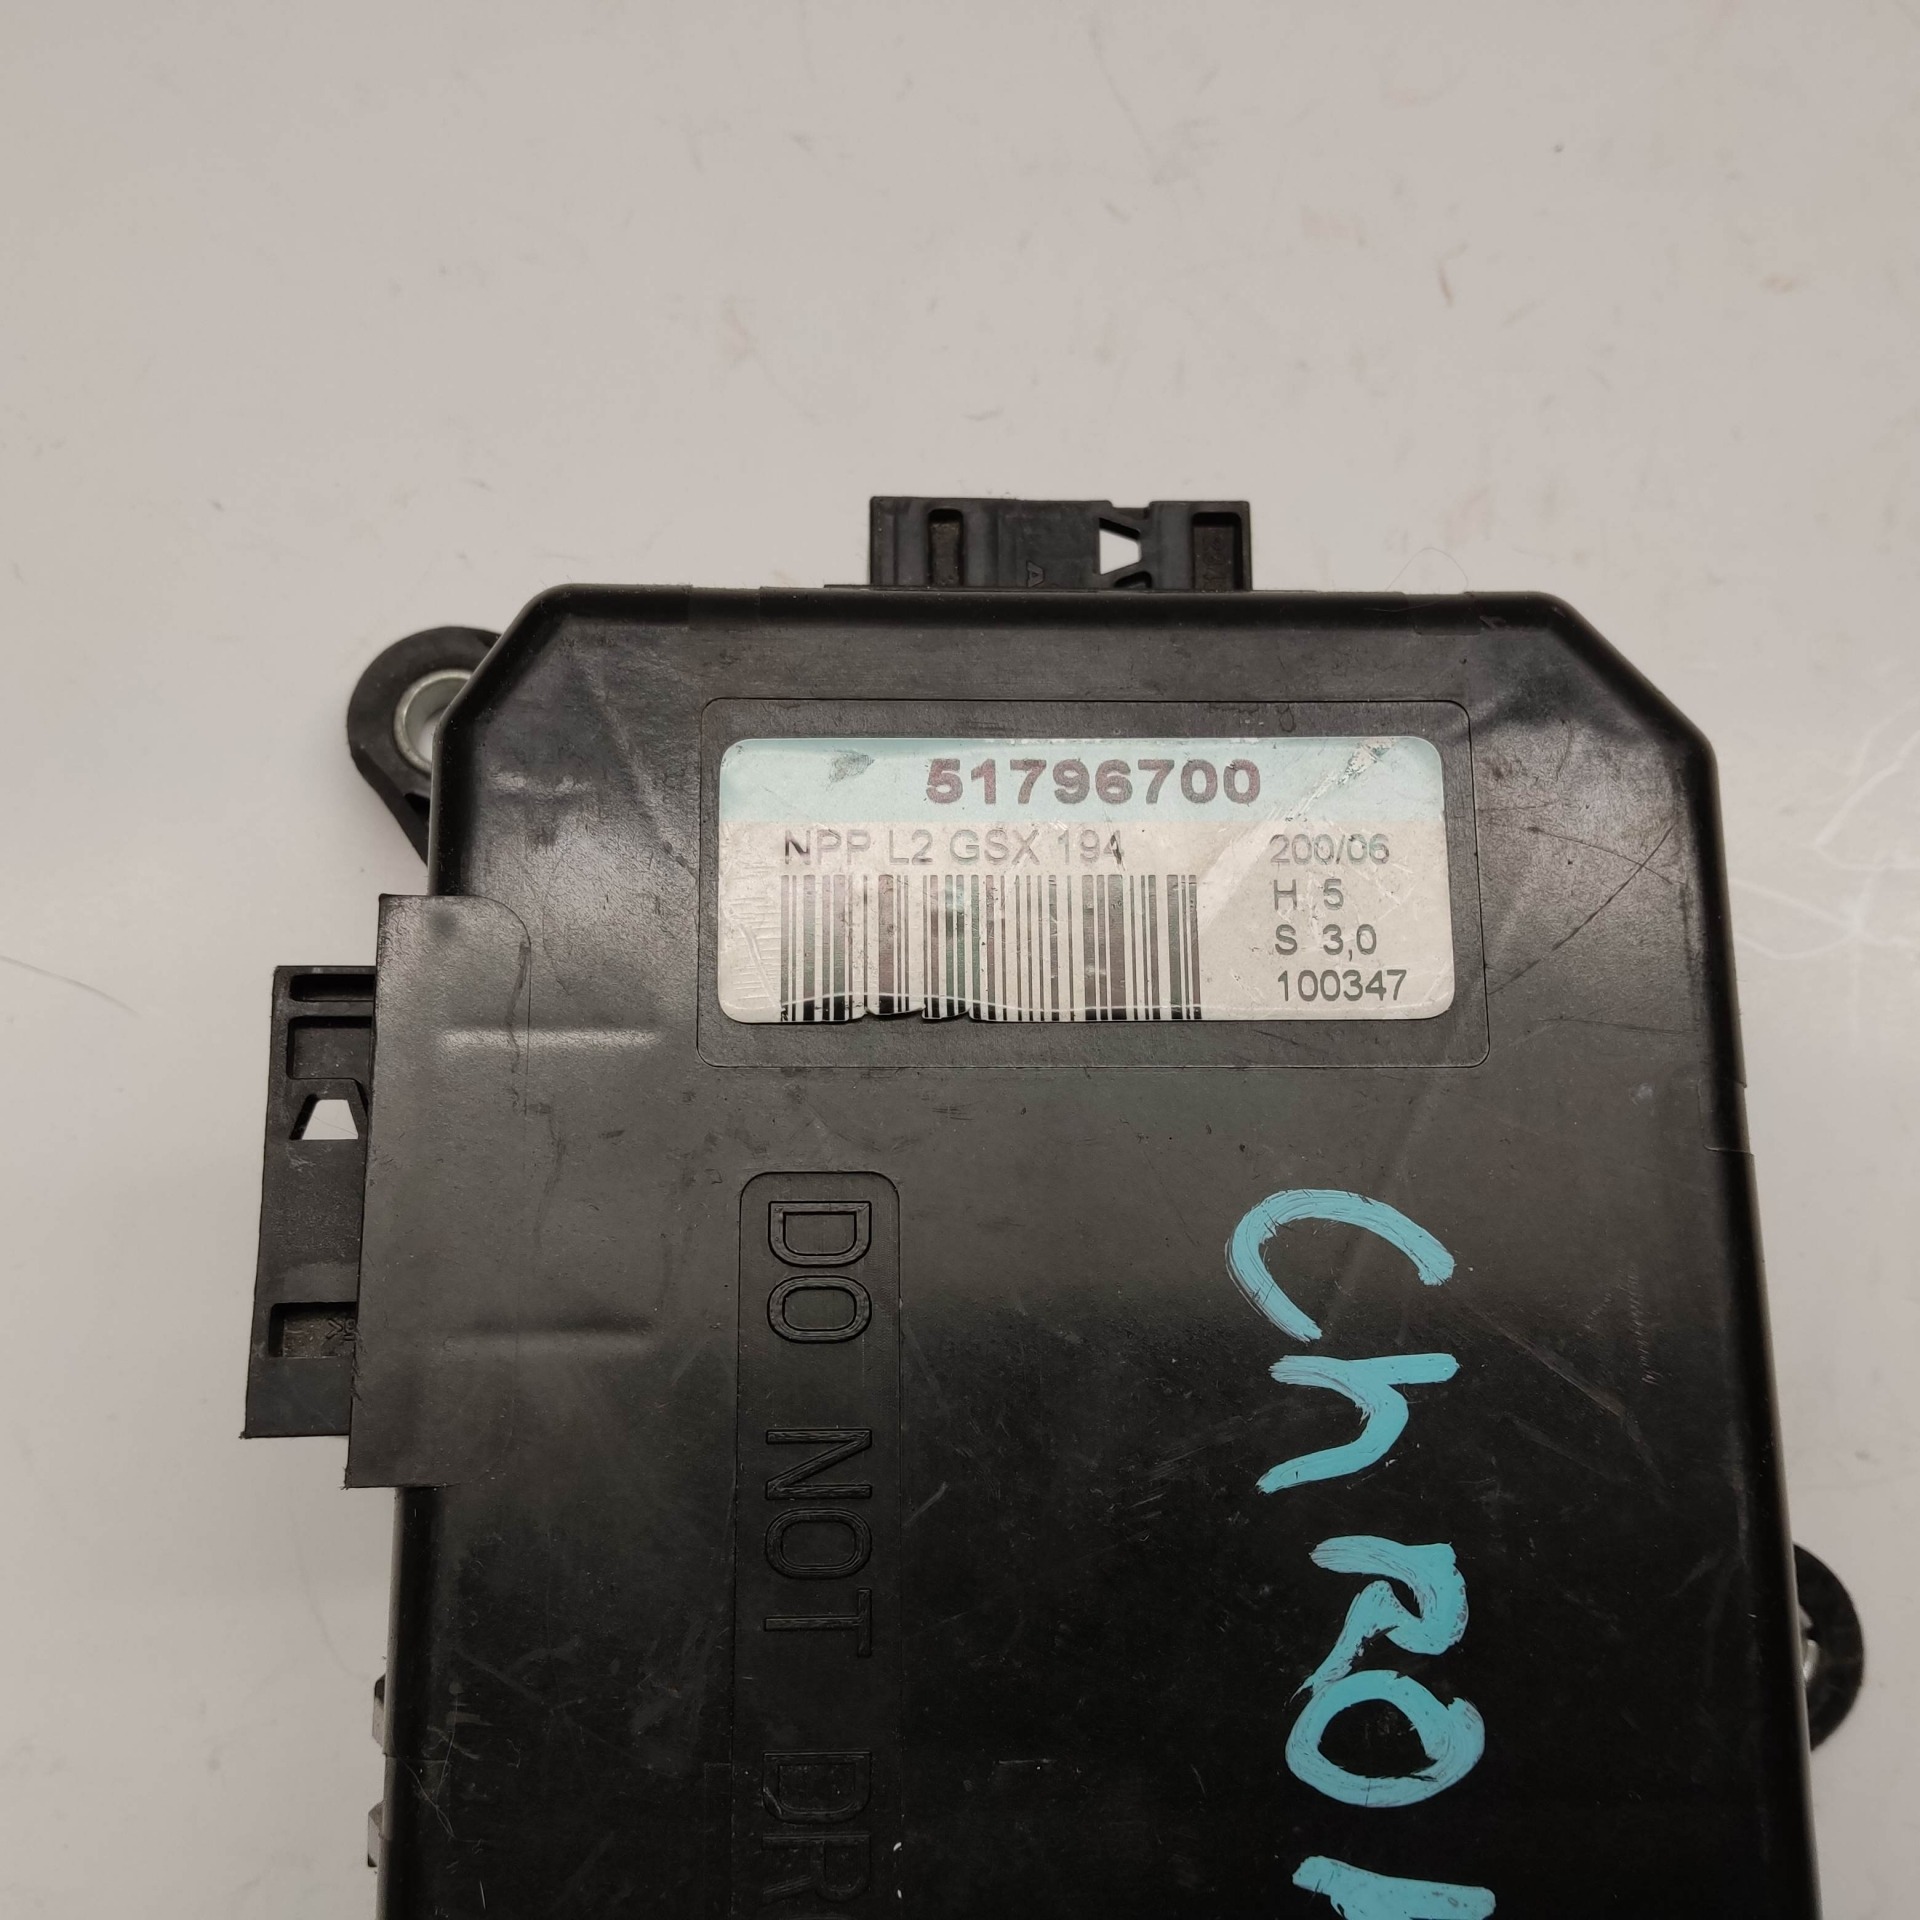 51796700
NPP L2 GSX 194
200/06
H 5
S 3,0
100347
DO NOT
ChRO